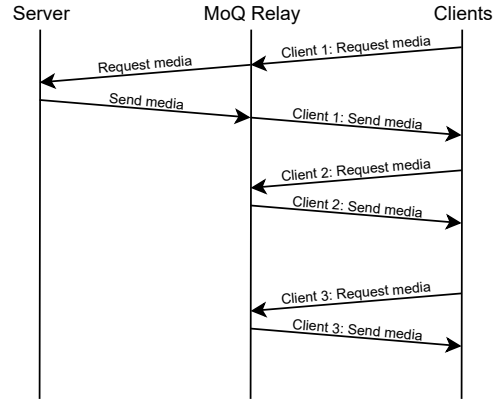 Server MoQ Relay Clients
Client 1: Request media
Request media
Send media
Client 1: Send media
Client 2: Request media
Client 2: Send media
Client 3: Request media
Client 3: Send media